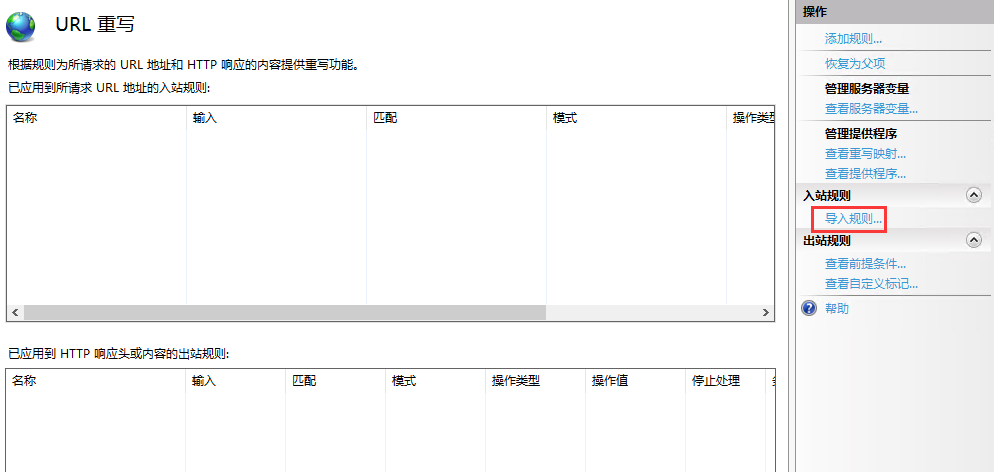 URL 重写
根据规则为所请求的 URL 地址和 HTTP 响应的内容提供重写功能。
已应用到所请求 URL 地址的入站规则:
名称 输入 匹配 模式 操作类型
已应用到 HTTP 响应头或内容的出站规则:
名称 输入 匹配 模式 操作类型 操作值 停止处理
操作
添加规则...
恢复为父项
管理服务器变量
查看服务器变量...
管理提供程序
查看重写映射...
查看提供程序...
入站规则
导入规则...
出站规则
查看前提条件...
查看自定义标记...
帮助